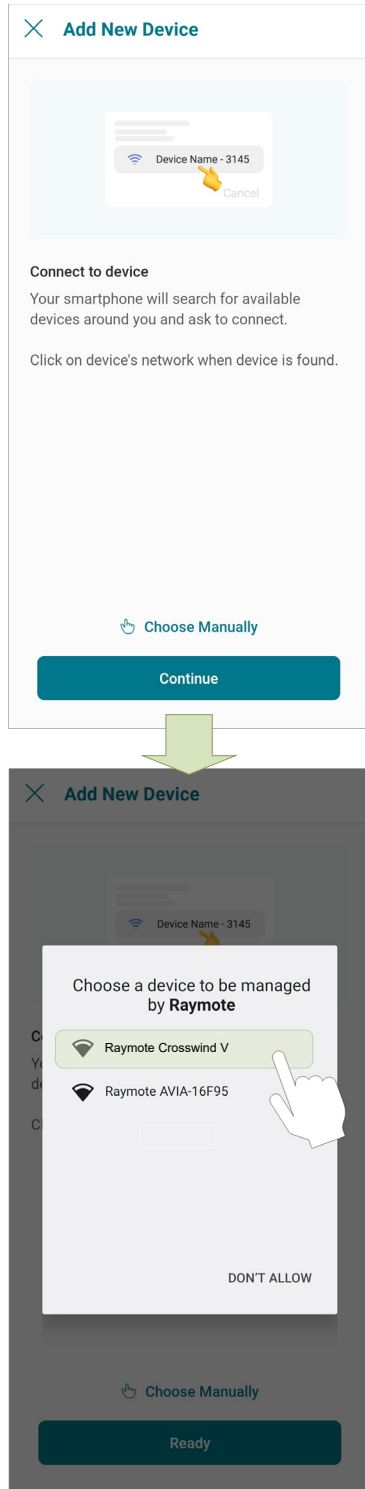 Add New Device
Device Name - 3145
Cancel
Connect to device
Your smartphone will search for available
devices around you and ask to connect.
Click on device's network when device is found.
Choose Manually
Continue
Add New Device
Device Name - 3145
Choose a device to be managed
by Raymote
Raymote Crosswind V
Raymote AVIA-16F95
DON'T ALLOW
Choose Manually
Ready